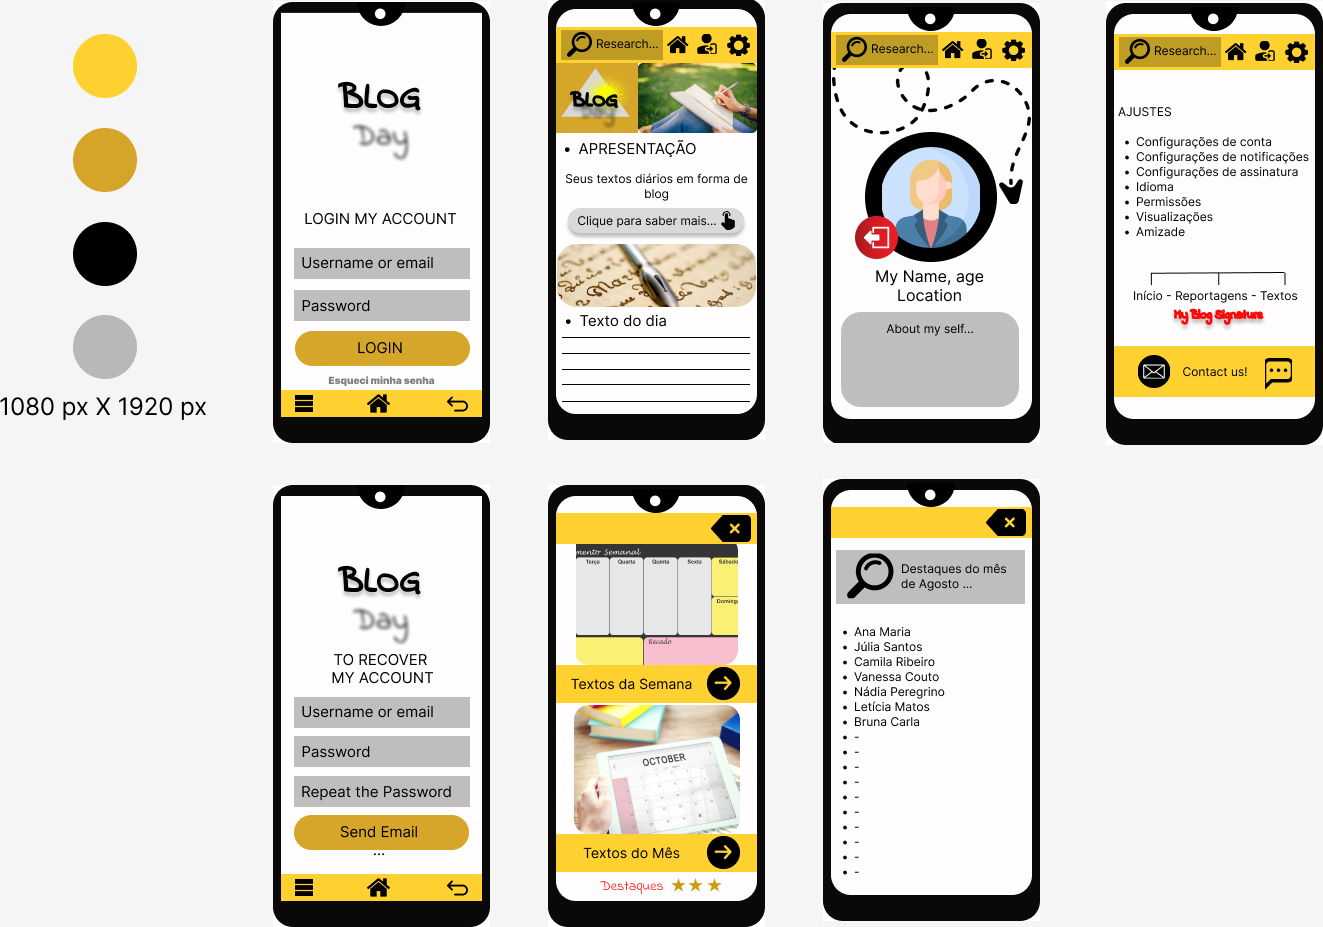 1080 px X 1920 px
BLOG
Day
LOGIN MY ACCOUNT
Username or email
Password
LOGIN
Esqueci minha senha
Research...
BLOG
Day
• APRESENTAÇÃO
Seus textos diários em forma de
blog
Clique para saber mais...
• Texto do dia
Research...
My Name, age
Location
About my self...
Research...
AJUSTES
• Configurações de conta
• Configurações de notificações
• Configurações de assinatura
• Idioma
• Permissões
• Visualizações
• Amizade
Início - Reportagens - Textos
My Blog Signature
Contact us!
BLOG
Day
TO RECOVER
MY ACCOUNT
Username or email
Password
Repeat the Password
Send Email
...
mento Semanal
Terça Quarta Quinta Sexta Sábado
Domingo
Recado
Textos da Semana
OCTOBER
Textos do Mês
Destaques
Destaques do mês
de Agosto ...
• Ana Maria
• Júlia Santos
• Camila Ribeiro
• Vanessa Couto
• Nádia Peregrino
• Letícia Matos
• Bruna Carla
• -
• -
• -
• -
• -
• -
• -
• -
• -
• -